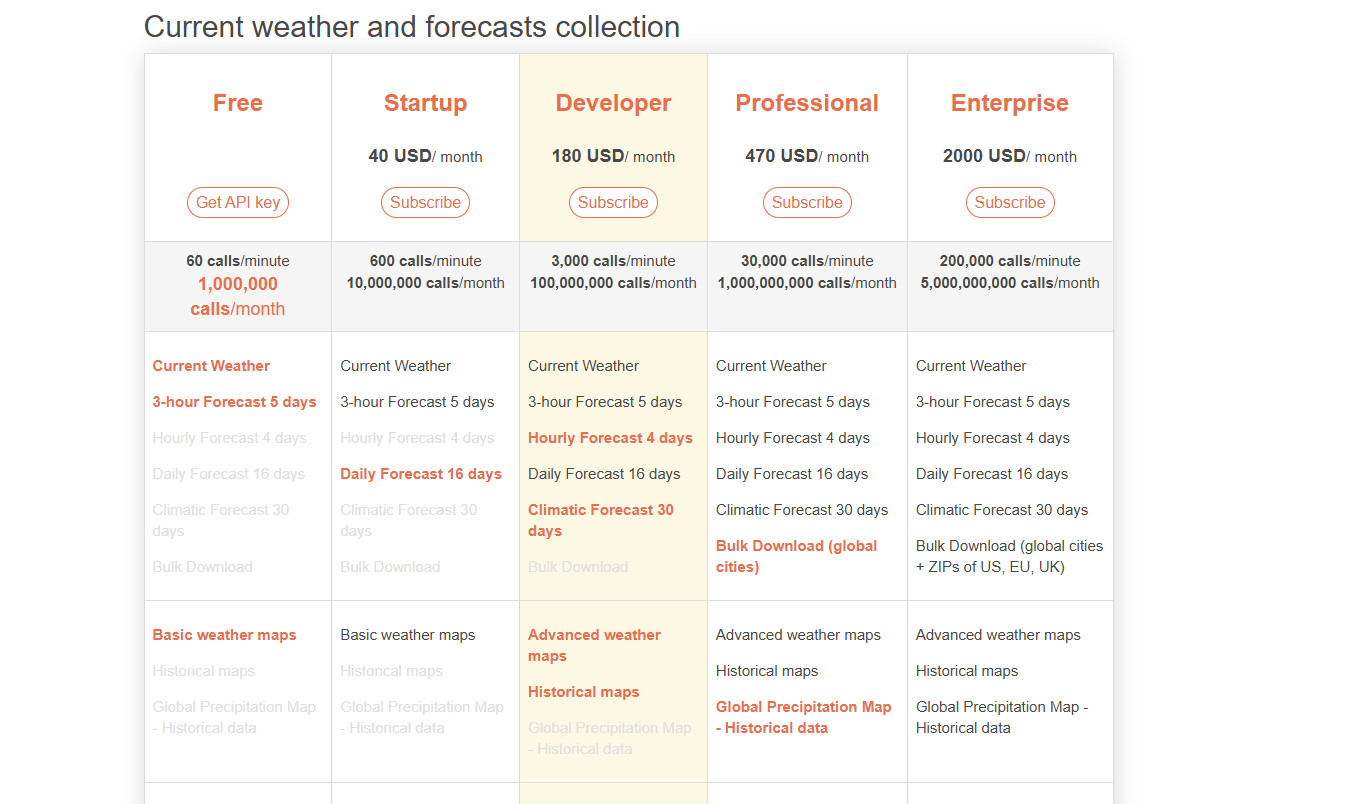 Current weather and forecasts collection
Free
Startup
Developer
Professional
Enterprise
40 USD/ month
180 USD/ month
470 USD/ month
2000 USD/ month
Get API key
Subscribe
Subscribe
Subscribe
Subscribe
60 calls/minute
1,000,000
calls/month
600 calls/minute
10,000,000 calls/month
3,000 calls/minute
100,000,000 calls/month
30,000 calls/minute
1,000,000,000 calls/month
200,000 calls/minute
5,000,000,000 calls/month
Current Weather
3-hour Forecast 5 days
Hourly Forecast 4 days
Daily Forecast 16 days
Climatic Forecast 30
days
Bulk Download
Current Weather
3-hour Forecast 5 days
Hourly Forecast 4 days
Daily Forecast 16 days
Climatic Forecast 30
days
Bulk Download
Current Weather
3-hour Forecast 5 days
Hourly Forecast 4 days
Daily Forecast 16 days
Climatic Forecast 30
days
Bulk Download
Current Weather
3-hour Forecast 5 days
Hourly Forecast 4 days
Daily Forecast 16 days
Climatic Forecast 30 days
Bulk Download (global
cities)
Current Weather
3-hour Forecast 5 days
Hourly Forecast 4 days
Daily Forecast 16 days
Climatic Forecast 30 days
Bulk Download (global cities
+ ZIPs of US, EU, UK)
Basic weather maps
Historical maps
Global Precipitation Map
- Historical data
Basic weather maps
Historical maps
Global Precipitation Map
- Historical data
Advanced weather
maps
Historical maps
Global Precipitation Map
- Historical data
Advanced weather maps
Historical maps
Global Precipitation Map
- Historical data
Advanced weather maps
Historical maps
Global Precipitation Map -
Historical data